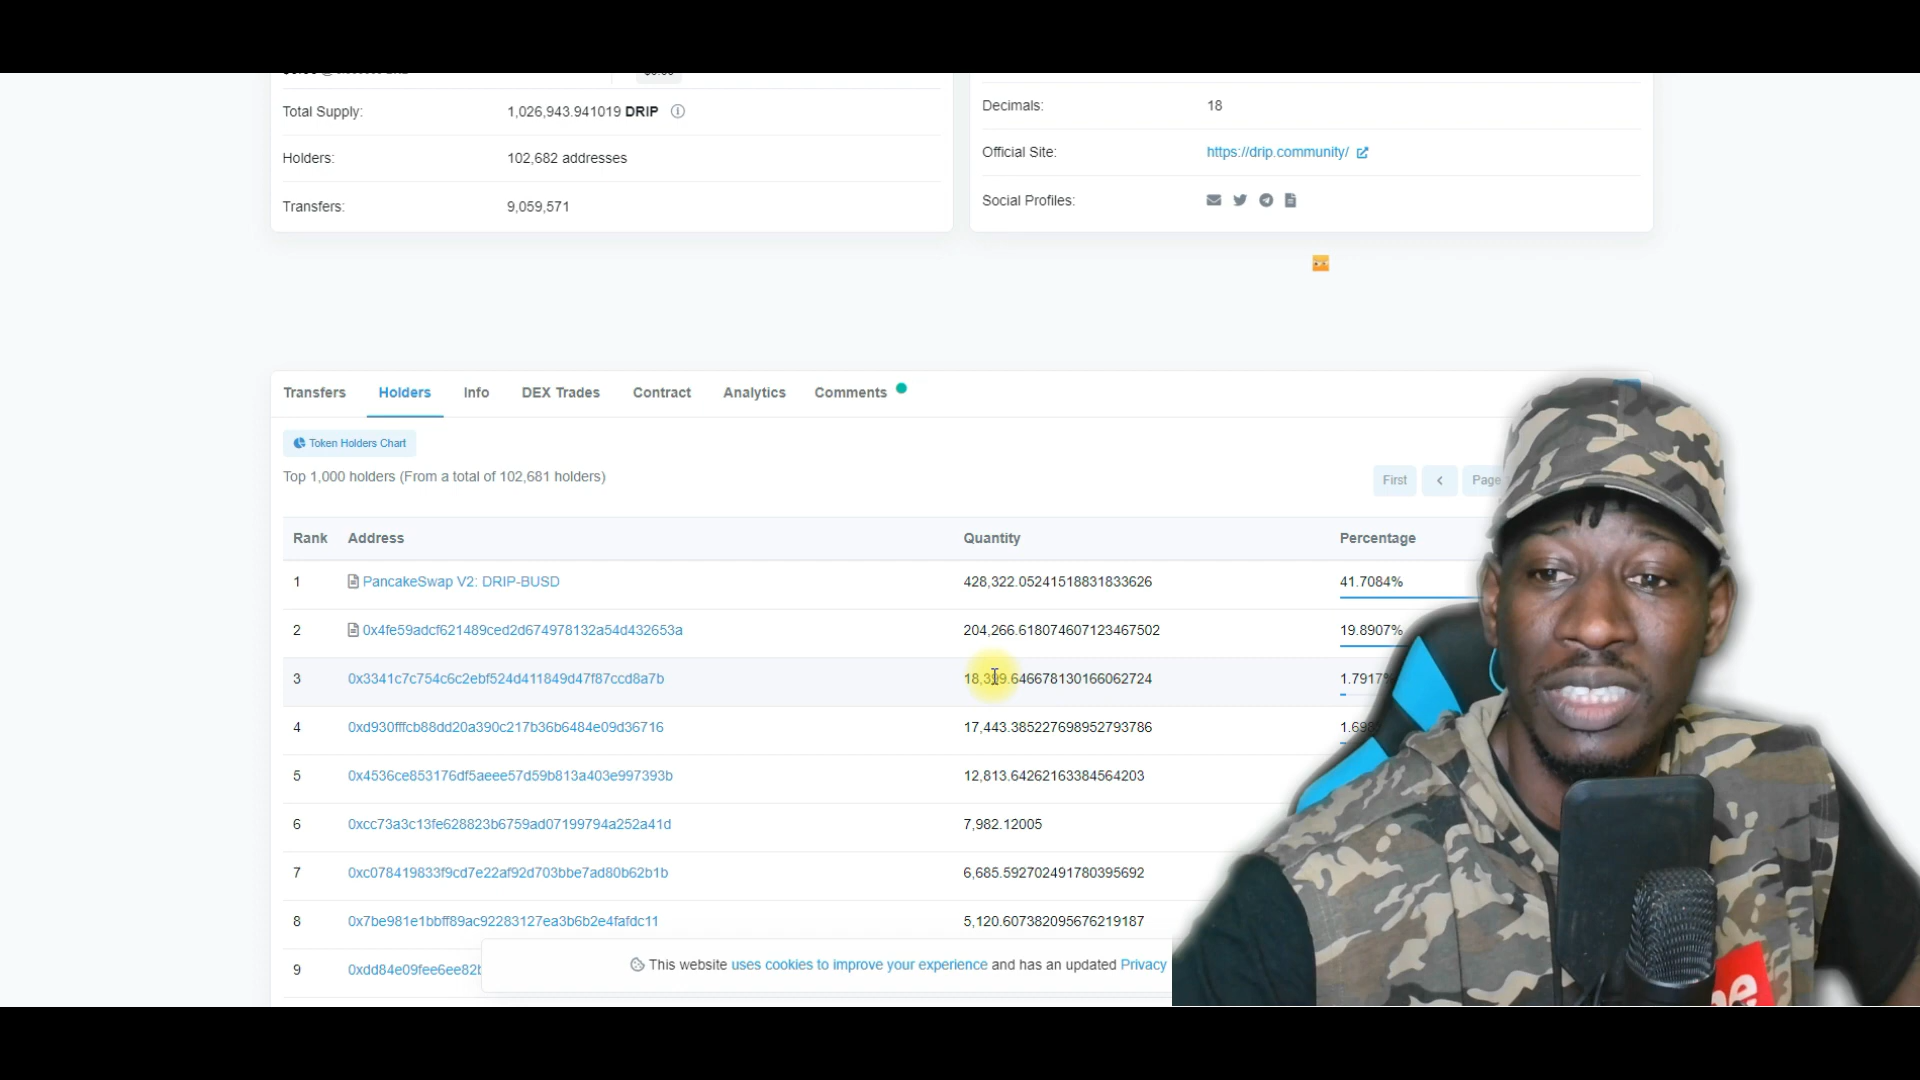 Total Supply: 1,026,943.941019 DRIP
Holders: 102,682 addresses
Transfers: 9,059,571
Decimals: 18
Official Site: https://drip.community/
Social Profiles:
Transfers Holders Info DEX Trades Contract Analytics Comments
Token Holders Chart
Top 1,000 holders (From a total of 102,681 holders)
First < Page
Rank Address Quantity Percentage
1 PancakeSwap V2: DRIP-BUSD 428,322.05241518831833626 41.7084%
2 0x4fe59adcf621489ced2d674978132a54d432653a 204,266.618074607123467502 19.8907%
3 0x3341c7c754c6c2ebf524d411849d47f87ccd8a7b 1.7917%
4 0xd930fffcb88dd20a390c217b36b6484e09d36716 17,443.385227698952793786
5 0x4536ce853176df5aeee57d59b813a403e997393b 12,813.64262163384564203
6 0xcc73a3c13fe628823b6759ad07199794a252a41d 7,982.12005
7 0xc078419833f9cd7e22af92d703bbe7ad80b62b1b 6,685.592702491780395692
8 0x7be981e1bbff89ac92283127ea3b6b2e4fafdc11 5,120.607382095676219187
9 0xdd84e09fee6ee82b
This website uses cookies to improve your experience and has an updated Privacy